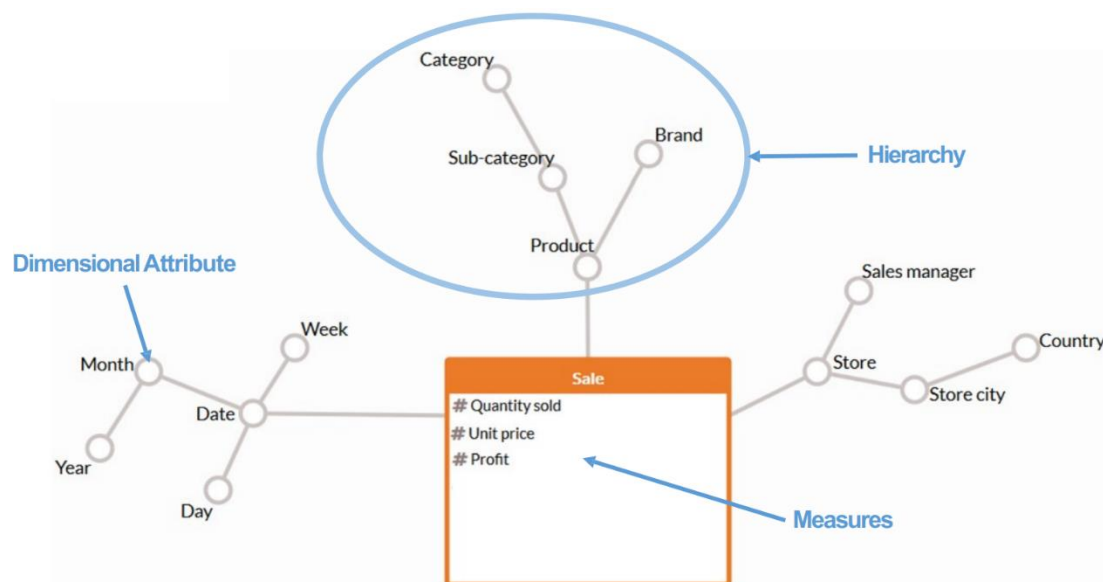 Category
Brand
Sub-category
Hierarchy
Product
Dimensional Attribute
Sales manager
Week
Country
Month
Store
Sale
Store city
# Quantity sold
Date
# Unit price
# Profit
Year
Day
Measures